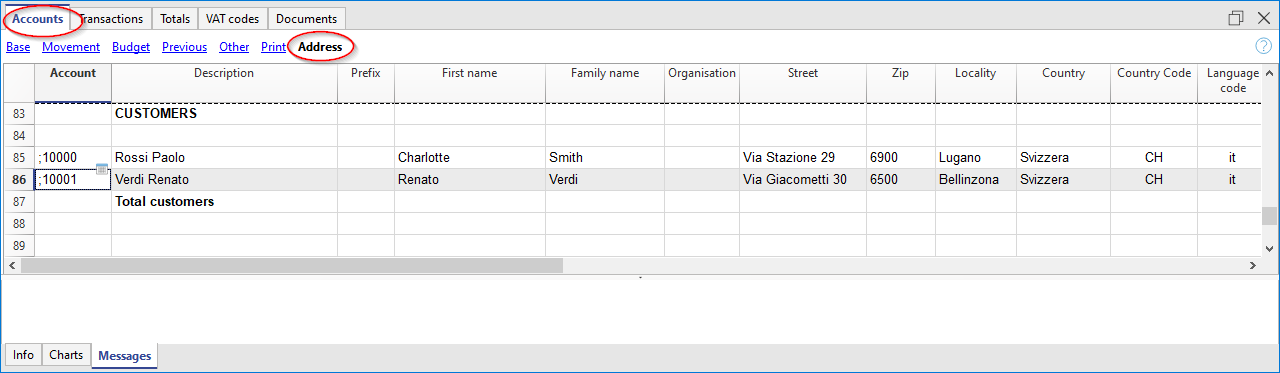 Accounts Transactions Totals VAT codes Documents
Base Movement Budget Previous Other Print Address ?
Account Description Prefix First name Family name Organisation Street Zip Locality Country Country Code Language code
83 CUSTOMERS
84
85 ;10000 Rossi Paolo Charlotte Smith Via Stazione 29 6900 Lugano Svizzera CH it
86 ;10001 Verdi Renato Renato Verdi Via Giacometti 30 6500 Bellinzona Svizzera CH it
87 Total customers
88
89
Info Charts Messages